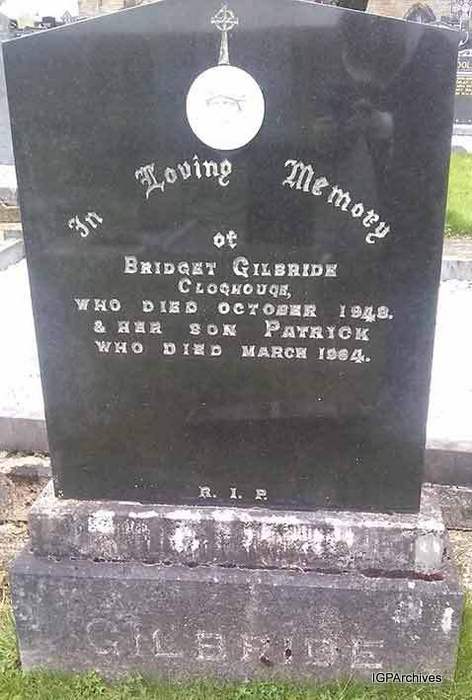 In Loving Memory
of
BRIDGET GILBRIDE
CLOGHOUGE,
WHO DIED OCTOBER 1948.
& HER SON PATRICK
WHO DIED MARCH 1964.
R. I. P.
GILBRIDE
IGPArchives